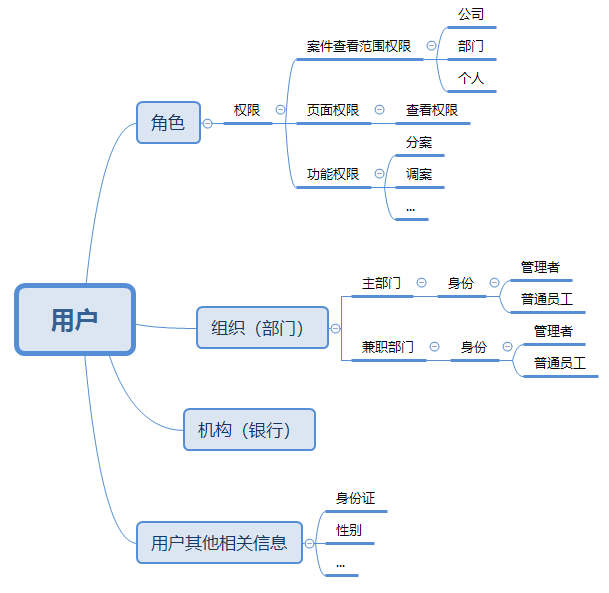 用户
角色
权限
案件查看范围权限
公司
部门
个人
页面权限
查看权限
功能权限
分案
调案
...
组织（部门）
主部门
身份
管理者
普通员工
兼职部门
身份
管理者
普通员工
机构（银行）
用户其他相关信息
身份证
性别
...